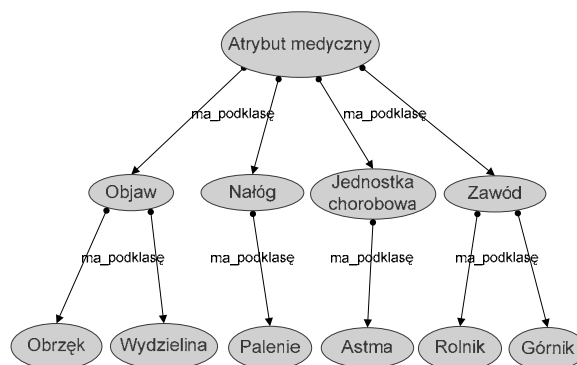 Atrybut medyczny
ma_podklasę ma_podklasę
Objaw Nałóg Jednostka chorobowa Zawód
ma_podklasę ma_podklasę ma_podklasę ma_podklasę
Obrzęk Wydzielina Palenie Astma Rolnik Górnik